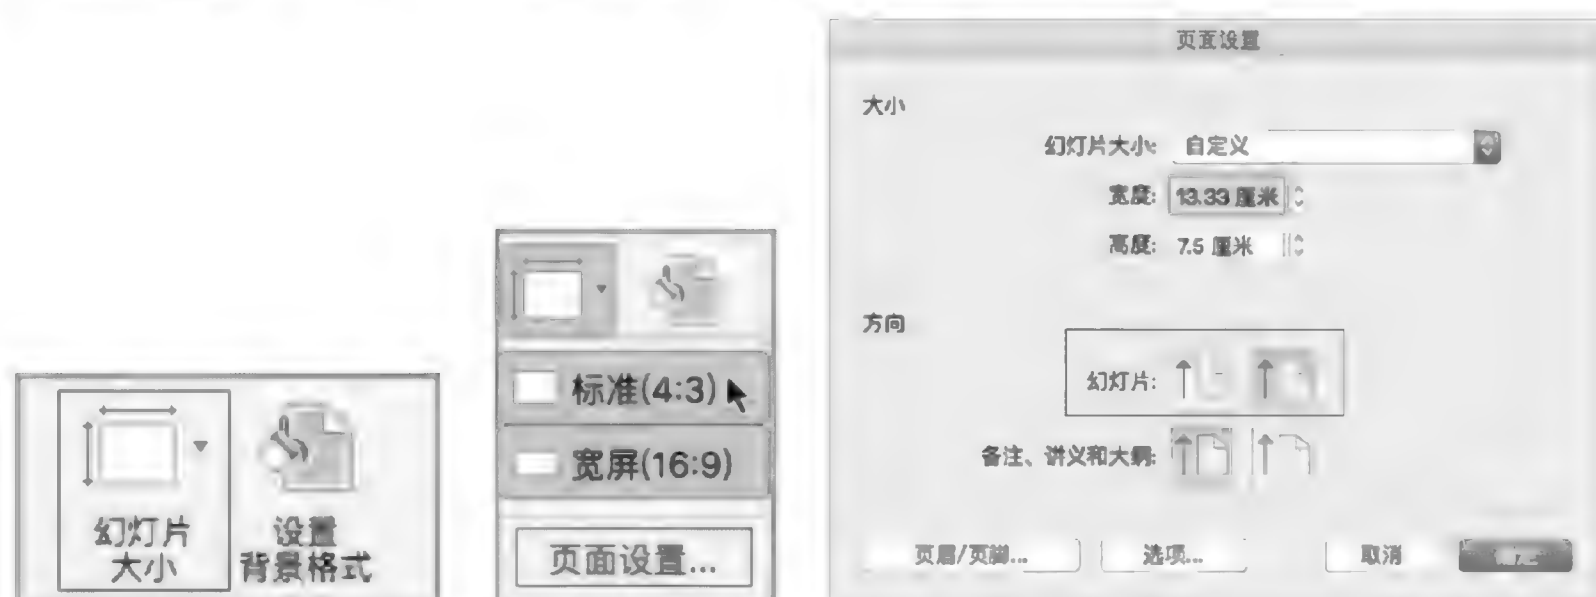 幻灯片
大小
设置
背景格式
标准(4:3)
宽屏(16:9)
页面设置...
页面设置
大小
幻灯片大小: 自定义
宽度: 13.33 厘米
高度: 7.5 厘米
方向
幻灯片:
备注、讲义和大纲:
页眉/页脚... 选项... 取消